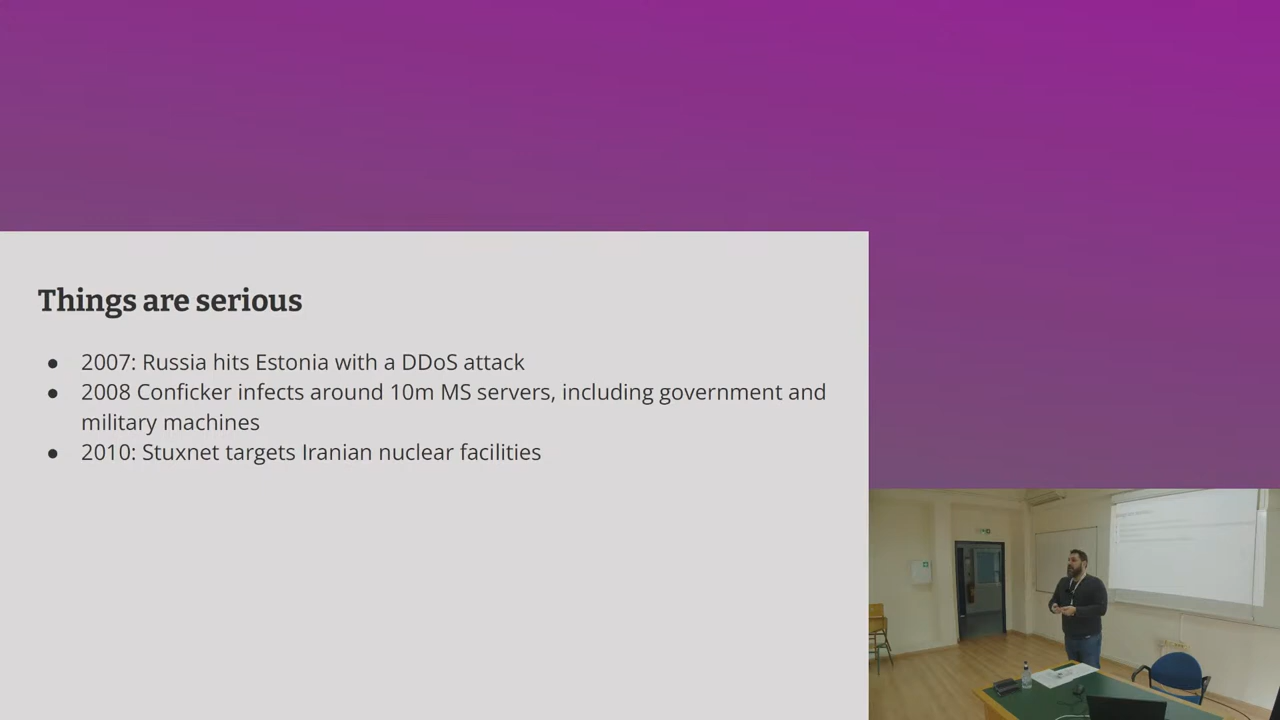 Things are serious
● 2007: Russia hits Estonia with a DDoS attack
● 2008 Conficker infects around 10m MS servers, including government and
military machines
● 2010: Stuxnet targets Iranian nuclear facilities